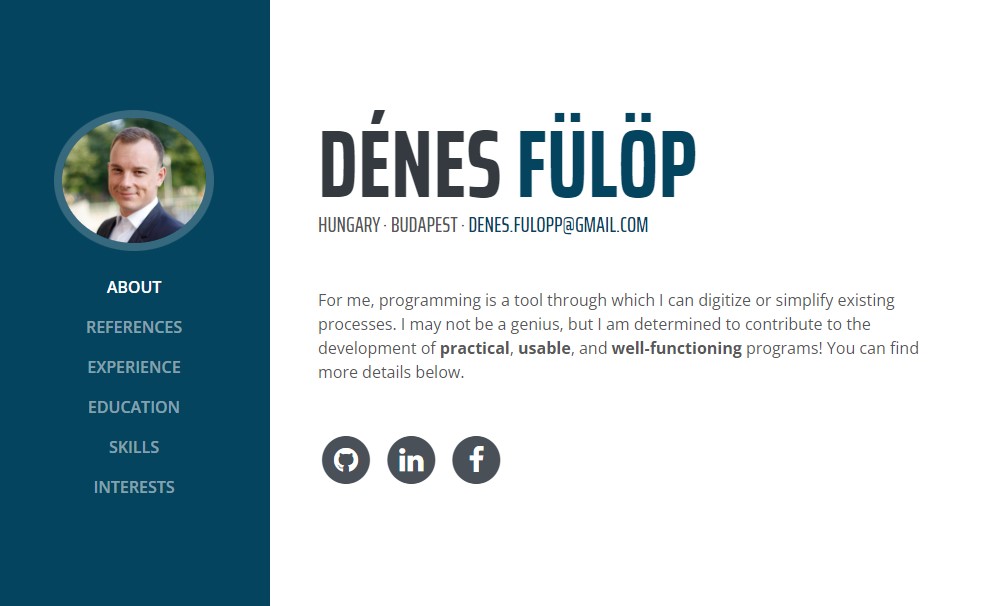 ABOUT
REFERENCES
EXPERIENCE
EDUCATION
SKILLS
INTERESTS
DÉNES FÜLÖP
HUNGARY · BUDAPEST · DENES.FULOPP@GMAIL.COM
For me, programming is a tool through which I can digitize or simplify existing
processes. I may not be a genius, but I am determined to contribute to the
development of practical, usable, and well-functioning programs! You can find
more details below.
in
f